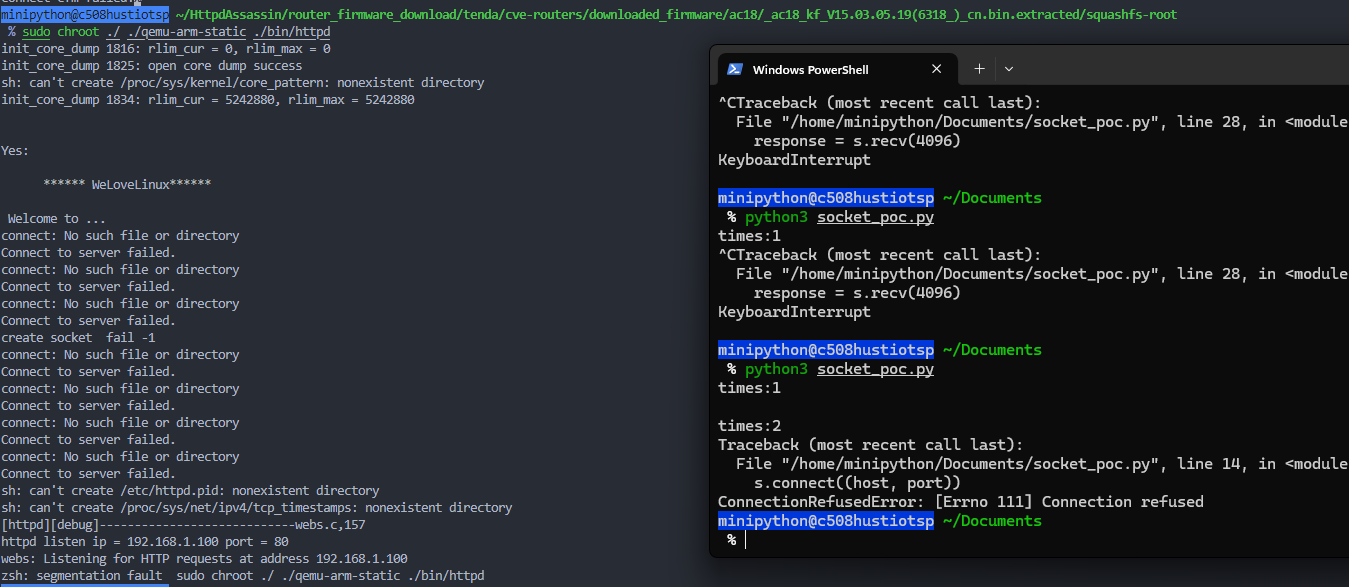 connect cfm failed!
minipython@c508hustiotsp ~/HttpdAssassin/router_firmware_download/tenda/cve-routers/downloaded_firmware/ac18/_ac18_kf_V15.03.05.19(6318_)_cn.bin.extracted/squashfs-root
% sudo chroot ./ ./qemu-arm-static ./bin/httpd
init_core_dump 1816: rlim_cur = 0, rlim_max = 0
init_core_dump 1825: open core dump success
sh: can't create /proc/sys/kernel/core_pattern: nonexistent directory
init_core_dump 1834: rlim_cur = 5242880, rlim_max = 5242880
Yes:
****** WeLoveLinux******
Welcome to ...
connect: No such file or directory
Connect to server failed.
connect: No such file or directory
Connect to server failed.
connect: No such file or directory
Connect to server failed.
create socket  fail -1
connect: No such file or directory
Connect to server failed.
connect: No such file or directory
Connect to server failed.
connect: No such file or directory
Connect to server failed.
connect: No such file or directory
Connect to server failed.
sh: can't create /etc/httpd.pid: nonexistent directory
sh: can't create /proc/sys/net/ipv4/tcp_timestamps: nonexistent directory
[httpd][debug]----------------------------webs.c,157
httpd listen ip = 192.168.1.100 port = 80
webs: Listening for HTTP requests at address 192.168.1.100
zsh: segmentation fault  sudo chroot ./ ./qemu-arm-static ./bin/httpd
Windows PowerShell
^CTraceback (most recent call last):
File "/home/minipython/Documents/socket_poc.py", line 28, in <module
response = s.recv(4096)
KeyboardInterrupt
minipython@c508hustiotsp ~/Documents
% python3 socket_poc.py
times:1
^CTraceback (most recent call last):
File "/home/minipython/Documents/socket_poc.py", line 28, in <module
response = s.recv(4096)
KeyboardInterrupt
minipython@c508hustiotsp ~/Documents
% python3 socket_poc.py
times:1
times:2
Traceback (most recent call last):
File "/home/minipython/Documents/socket_poc.py", line 14, in <module
s.connect((host, port))
ConnectionRefusedError: [Errno 111] Connection refused
minipython@c508hustiotsp ~/Documents
%